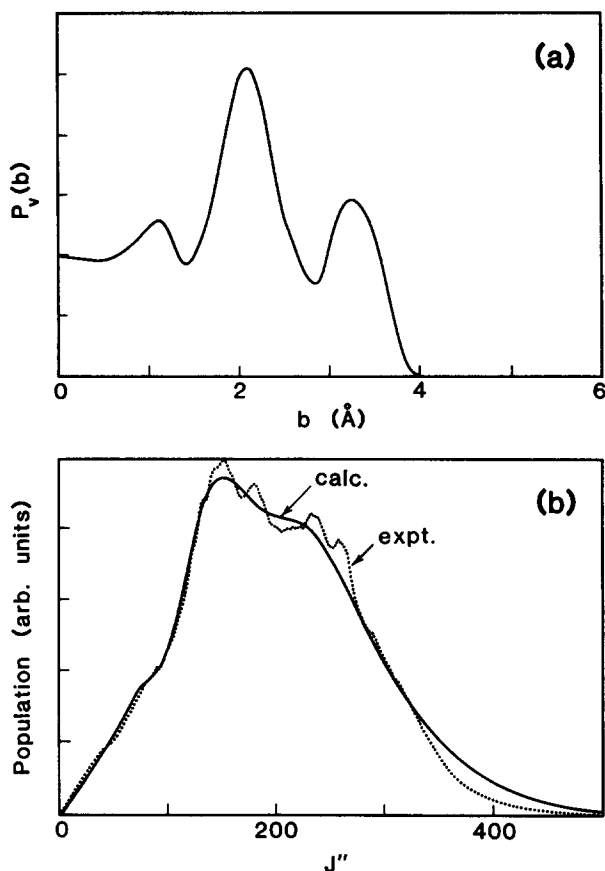 (a)
P_v(b)
0
2
4
6
b (Å)
(b)
calc.
expt.
Population (arb. units)
0
200
400
J''